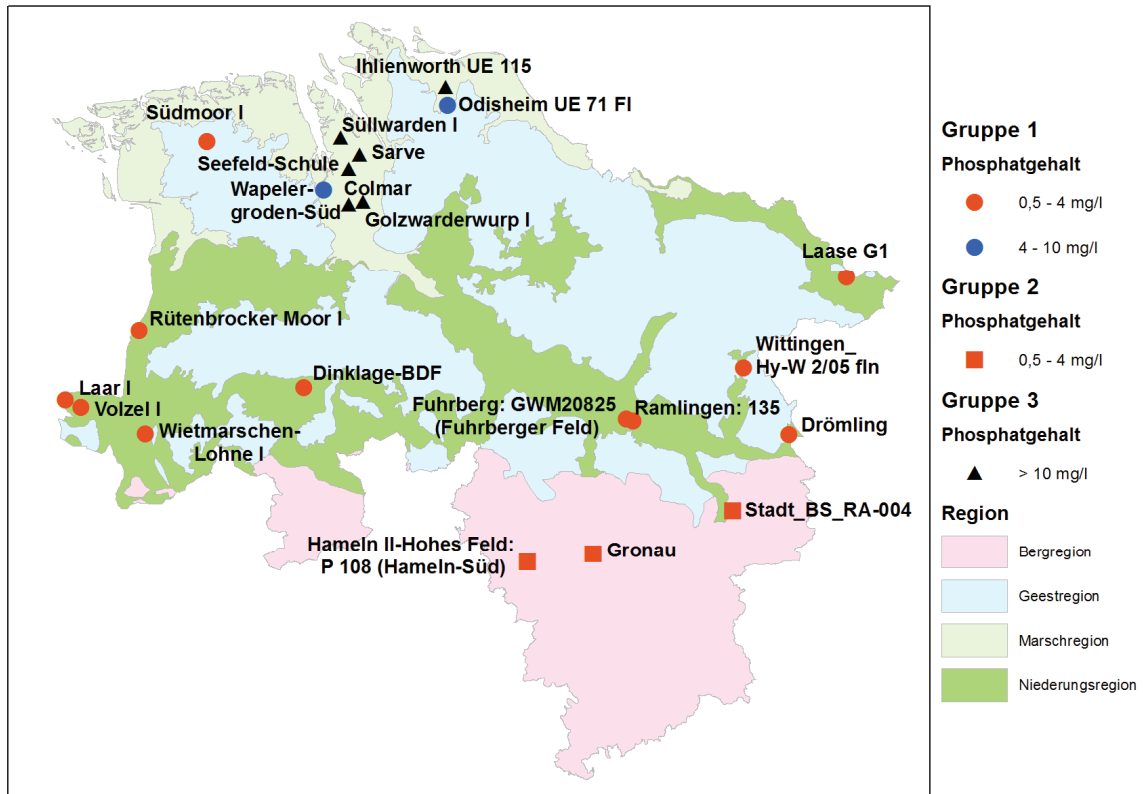 Ihlienworth UE 115
Odisheim UE 71 FI
Südmoor I
Süllwarden I
Sarve
Seefeld-Schule
Wapeler-
groden-Süd
Colmar
Golzwarderwurp I
Laase G1
Rütenbrocker Moor I
Wittingen_
Hy-W 2/05 fln
Dinklage-BDF
Laar I
Volzel I
Fuhrberg: GWM20825
(Fuhrberger Feld)
Ramlingen: 135
Wietmarschen-
Lohne I
Drömling
Stadt_BS_RA-004
Hameln II-Hohes Feld:
P 108 (Hameln-Süd)
Gronau
Gruppe 1
Phosphatgehalt
0,5 - 4 mg/l
4 - 10 mg/l
Gruppe 2
Phosphatgehalt
0,5 - 4 mg/l
Gruppe 3
Phosphatgehalt
> 10 mg/l
Region
Bergregion
Geestregion
Marschregion
Niederungsregion